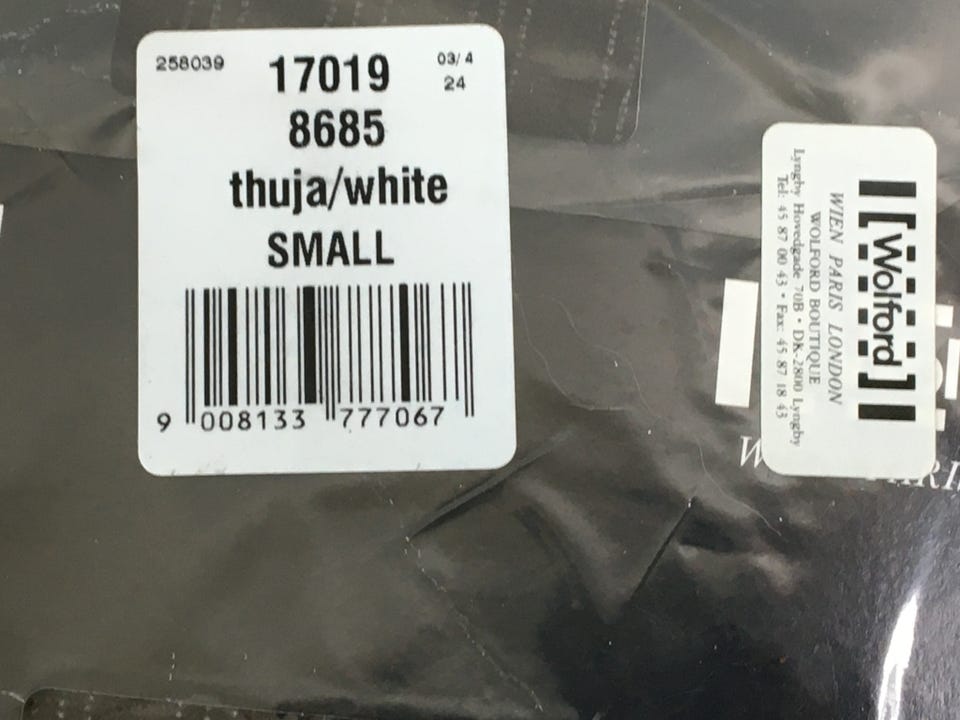 258039
17019
03/4
24
8685
thuja/white
SMALL
9 008133 777067
[Wolford]
WIEN PARIS LONDON
WOLFORD BOUTIQUE
Lyngby Hovedgade 70B • DK-2800 Lyngby
Tel: 45 87 00 43 • Fax: 45 87 18 43